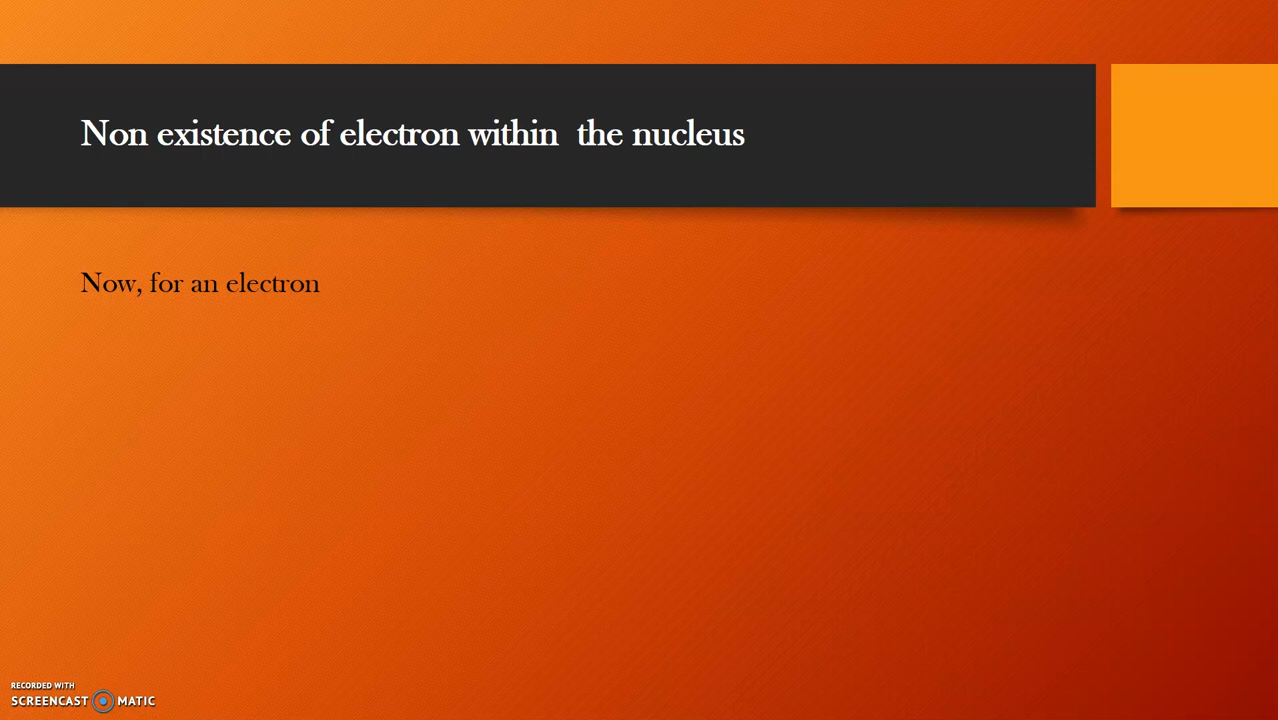 Non existence of electron within  the nucleus
Now, for an electron
RECORDED WITH
SCREENCAST MATIC